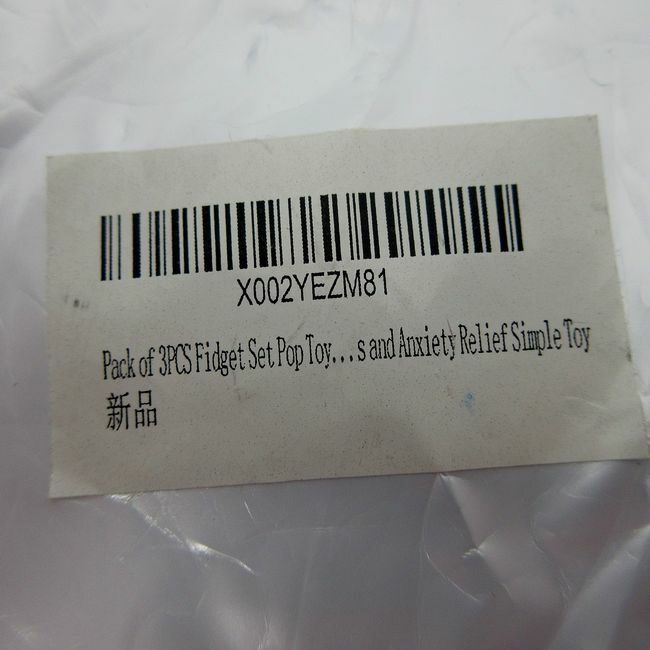 X002YEZM81
Pack of 3PCS Fidget Set Pop Toy...s and Anxiety Relief Simple Toy
新品